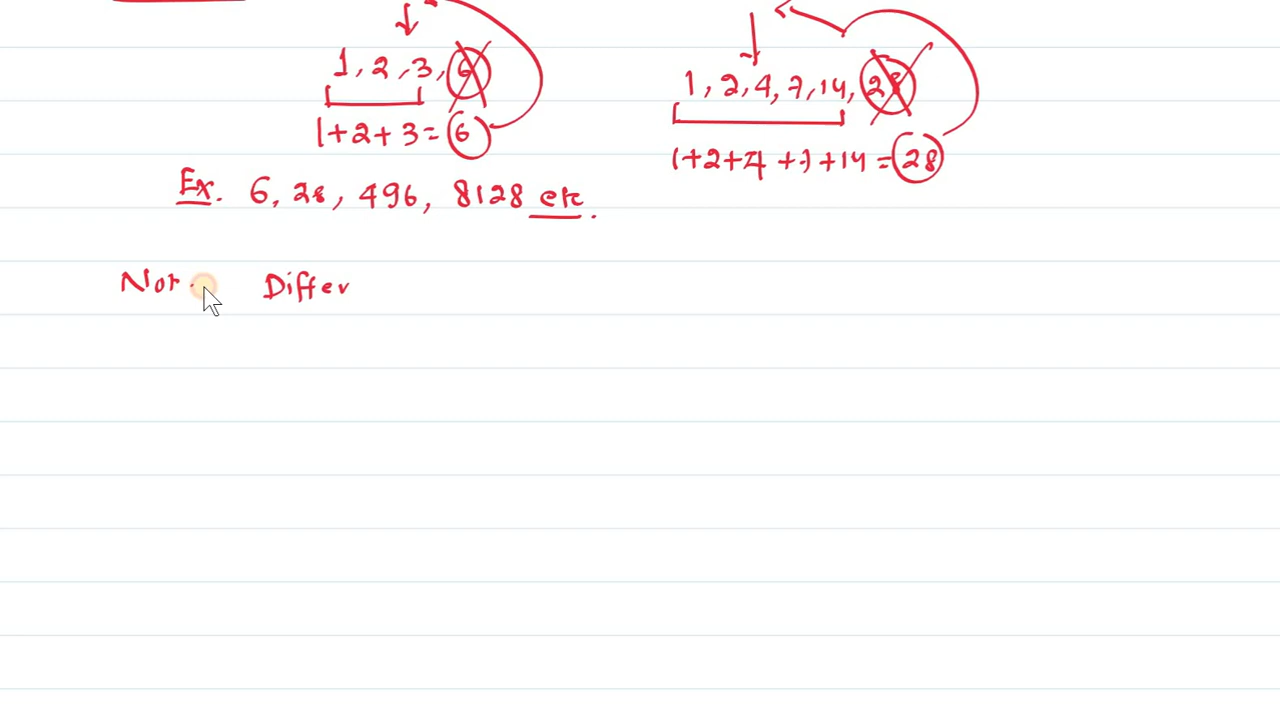 1, 2, 3, 6
1+2+3=6
1, 2, 4, 7, 14, 28
1+2+4+7+14=28
Ex. 6, 28, 496, 8128 etc.
Not. Differ